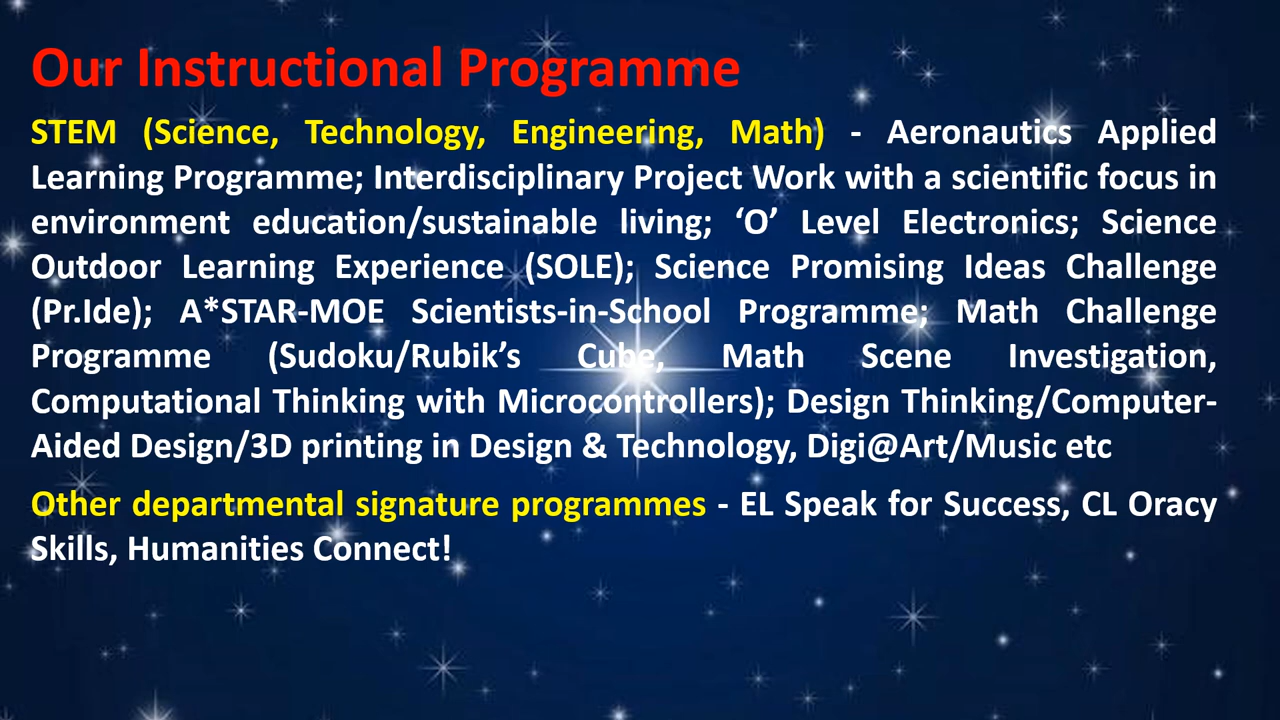 Our Instructional Programme
STEM (Science, Technology, Engineering, Math) - Aeronautics Applied
Learning Programme; Interdisciplinary Project Work with a scientific focus in
environment education/sustainable living; ‘O’ Level Electronics; Science
Outdoor Learning Experience (SOLE); Science Promising Ideas Challenge
(Pr.Ide); A*STAR-MOE Scientists-in-School Programme; Math Challenge
Programme (Sudoku/Rubik’s Cube, Math Scene Investigation,
Computational Thinking with Microcontrollers); Design Thinking/Computer-
Aided Design/3D printing in Design & Technology, Digi@Art/Music etc
Other departmental signature programmes - EL Speak for Success, CL Oracy
Skills, Humanities Connect!